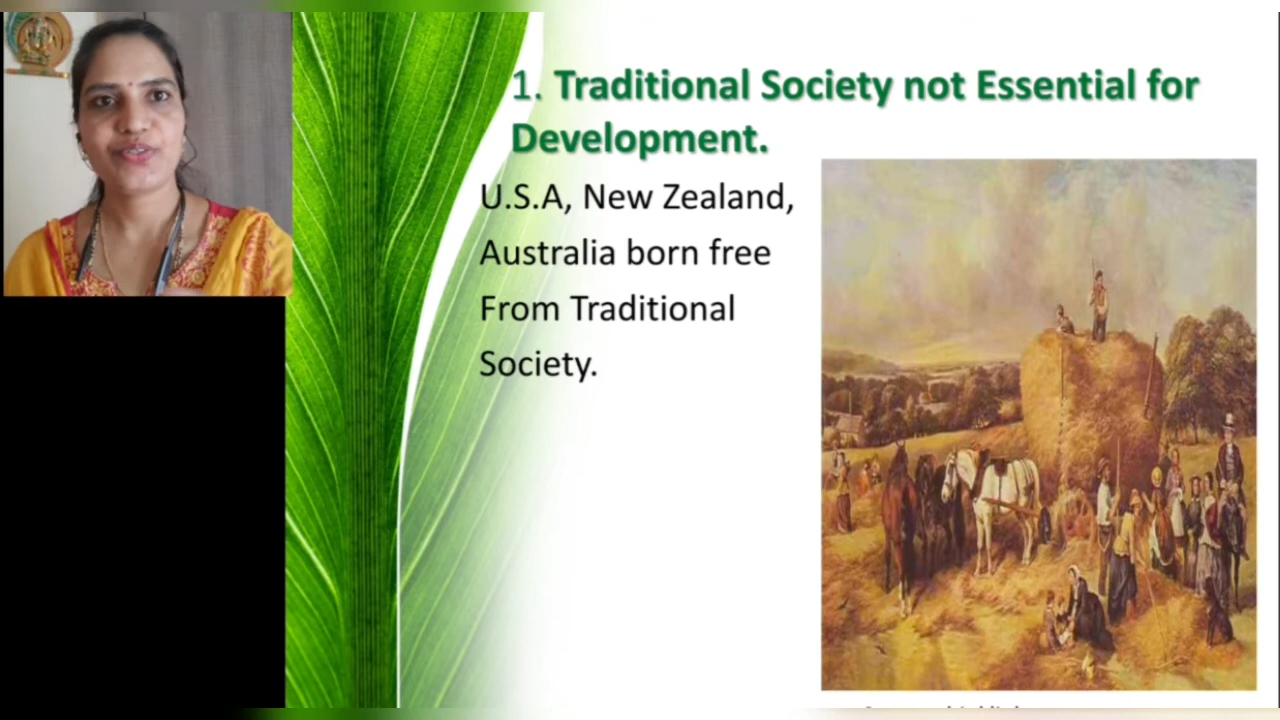 1. Traditional Society not Essential for
Development.
U.S.A, New Zealand,
Australia born free
From Traditional
Society.